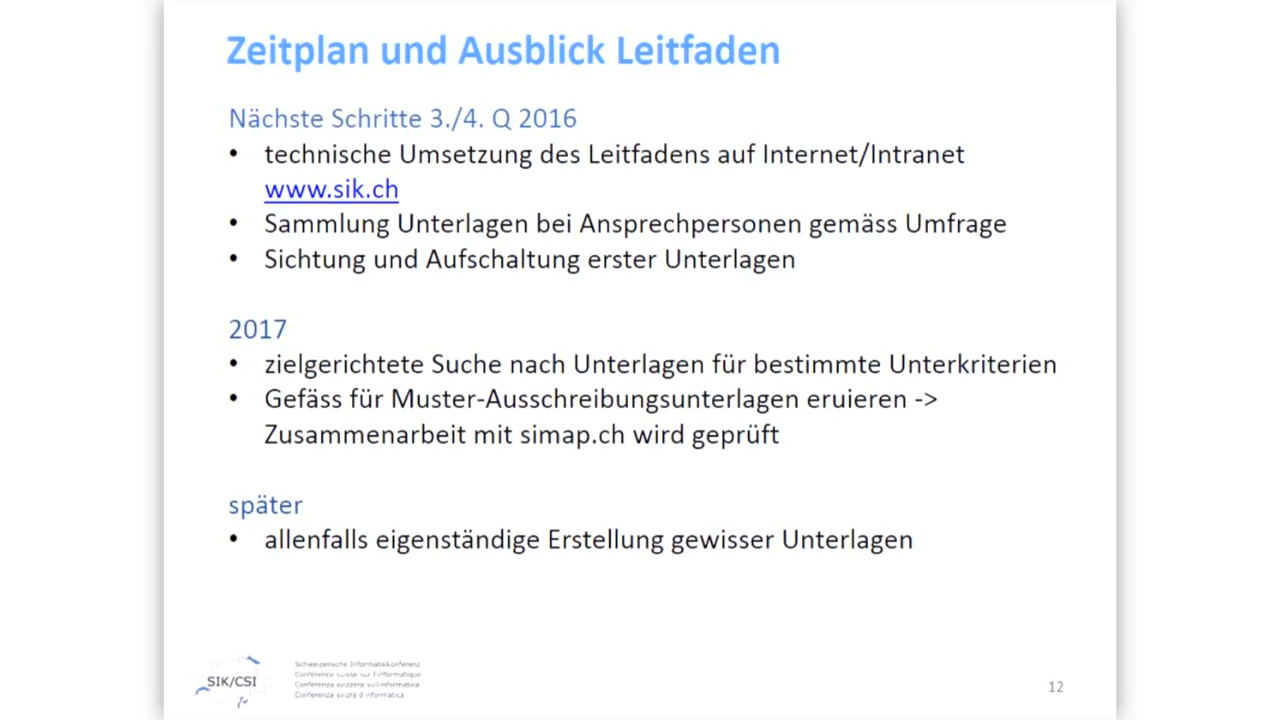 Zeitplan und Ausblick Leitfaden
Nächste Schritte 3./4. Q 2016
• technische Umsetzung des Leitfadens auf Internet/Intranet
www.sik.ch
• Sammlung Unterlagen bei Ansprechpersonen gemäss Umfrage
• Sichtung und Aufschaltung erster Unterlagen
2017
• zielgerichtete Suche nach Unterlagen für bestimmte Unterkriterien
• Gefäss für Muster-Ausschreibungsunterlagen eruieren ->
Zusammenarbeit mit simap.ch wird geprüft
später
• allenfalls eigenständige Erstellung gewisser Unterlagen
SIK/CSI
Schweizerische Informatikkonferenz
Conférence suisse sur l'informatique
Conferenza svizzera sull'informatica
Conferenza svizra d'informatica
12